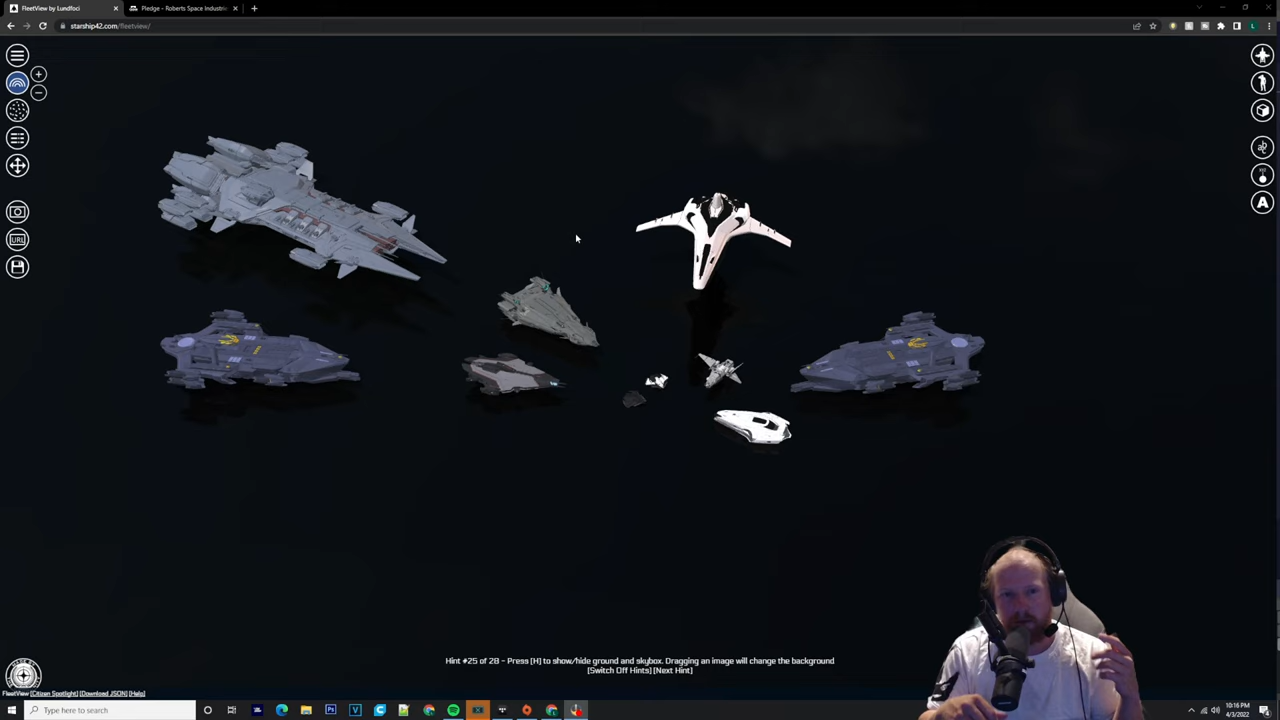 FleetView by Lundfoci
Pledge - Roberts Space Industrie
starship42.com/fleetview/
URL
A
Hint #25 of 28 - Press [H] to show/hide ground and skybox. Dragging an image will change the background
[Switch Off Hints] [Next Hint]
FleetView [Citizen Spotlight] [Download JSON] [Help]
Type here to search
10:16 PM
4/3/2022